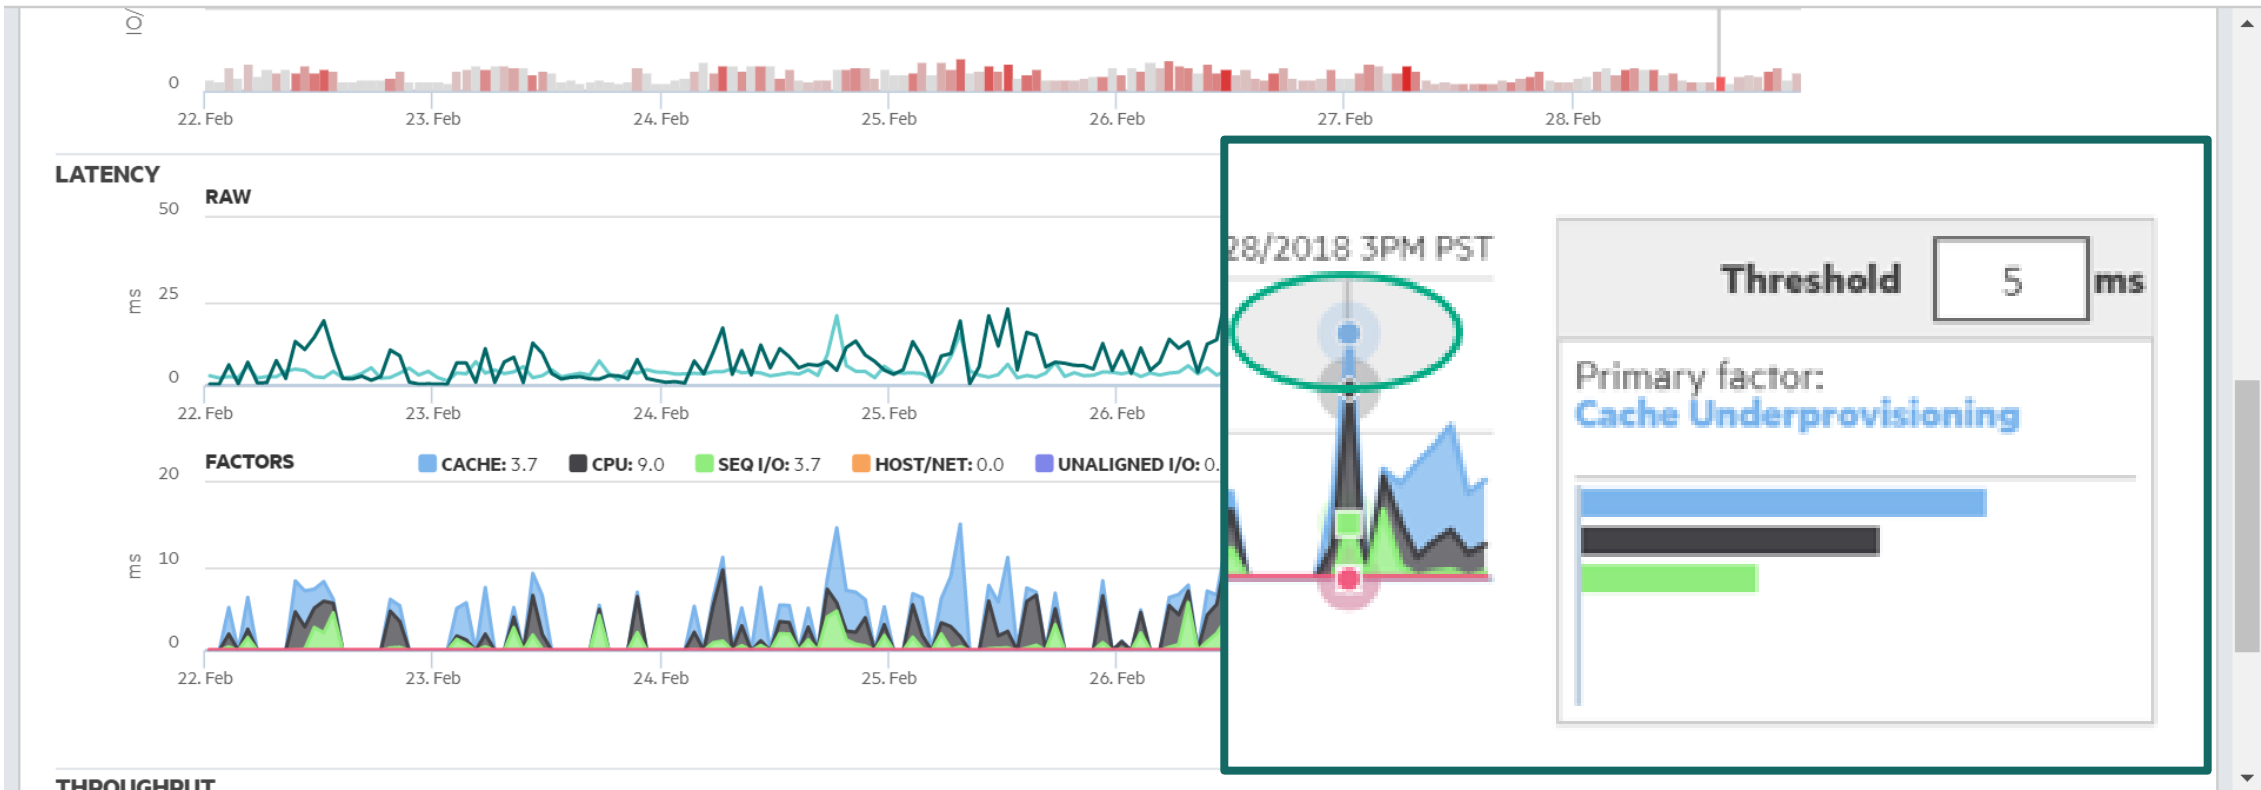 IO/
0
22. Feb 23. Feb 24. Feb 25. Feb 26. Feb 27. Feb 28. Feb
LATENCY
RAW
50
25
ms
0
22. Feb 23. Feb 24. Feb 25. Feb 26. Feb
FACTORS CACHE: 3.7 CPU: 9.0 SEQ I/O: 3.7 HOST/NET: 0.0 UNALIGNED I/O: 0.
20
10
ms
0
22. Feb 23. Feb 24. Feb 25. Feb 26. Feb
THROUGHPUT
28/2018 3PM PST
Threshold 5 ms
Primary factor:
Cache Underprovisioning